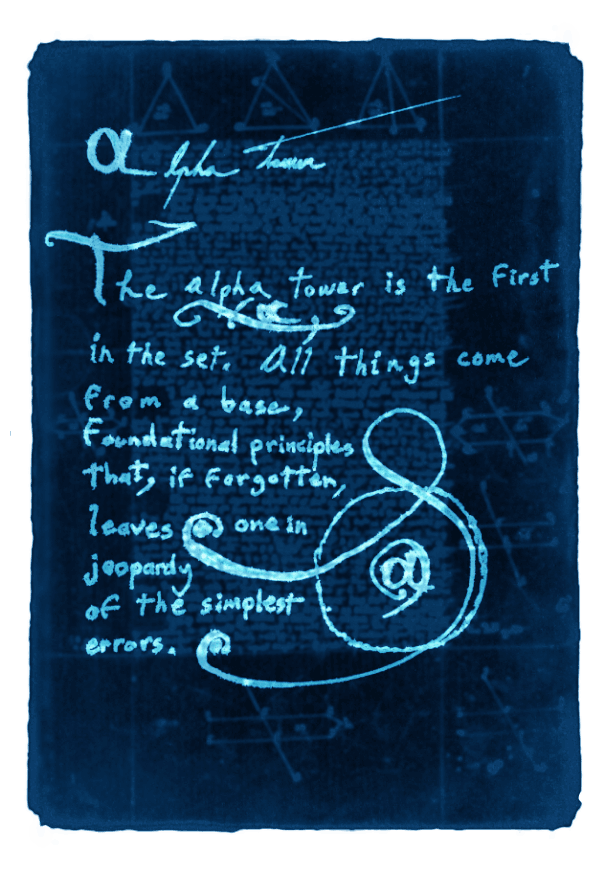 αlpha Tower
The alpha tower is the first
in the set. All things come
from a base,
foundational principles
that, if forgotten,
leaves one in
jeopardy
of the simplest
errors.